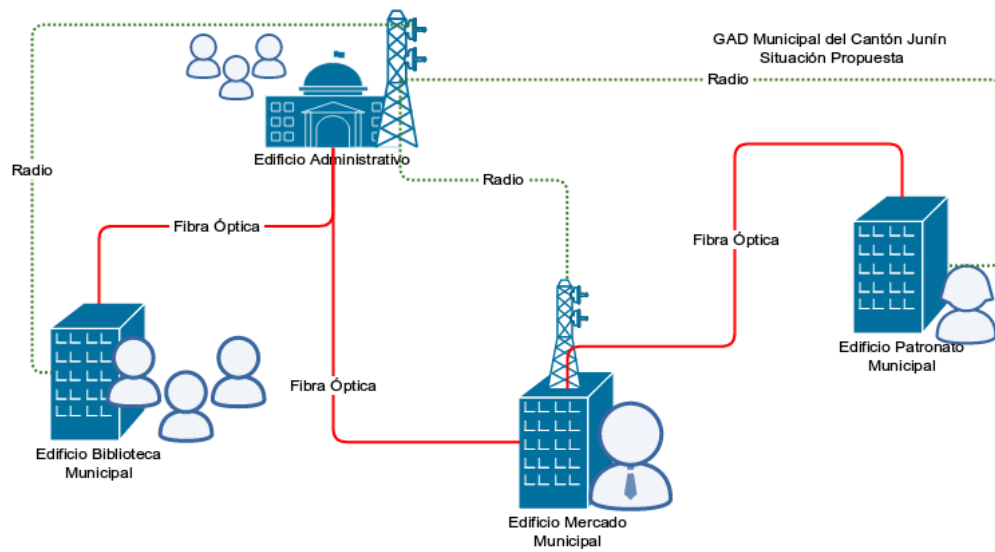 GAD Municipal del Cantón Junín
Situación Propuesta
Radio
Edificio Administrativo
Radio
Radio
Fibra Óptica
Fibra Óptica
Edificio Patronato
Municipal
Fibra Óptica
Edificio Biblioteca
Municipal
Edificio Mercado
Municipal